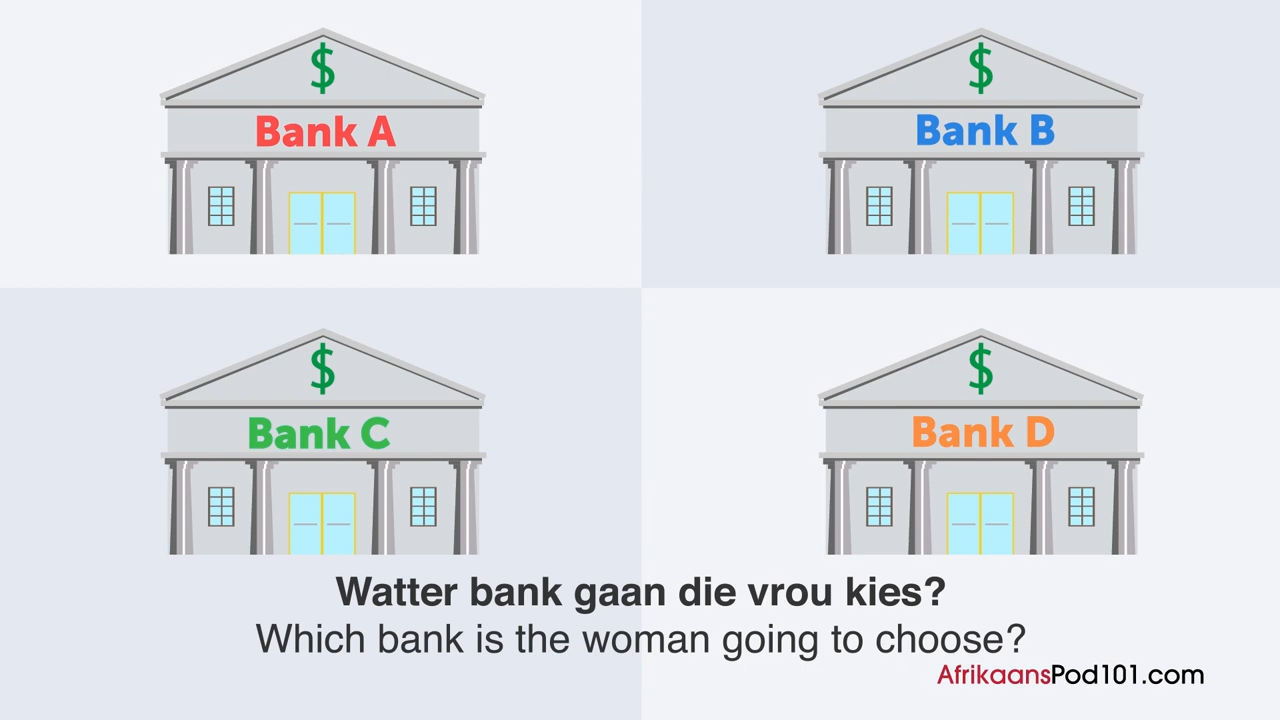 $
Bank A
$
Bank B
$
Bank C
$
Bank D
Watter bank gaan die vrou kies?
Which bank is the woman going to choose?
AfrikaansPod101.com